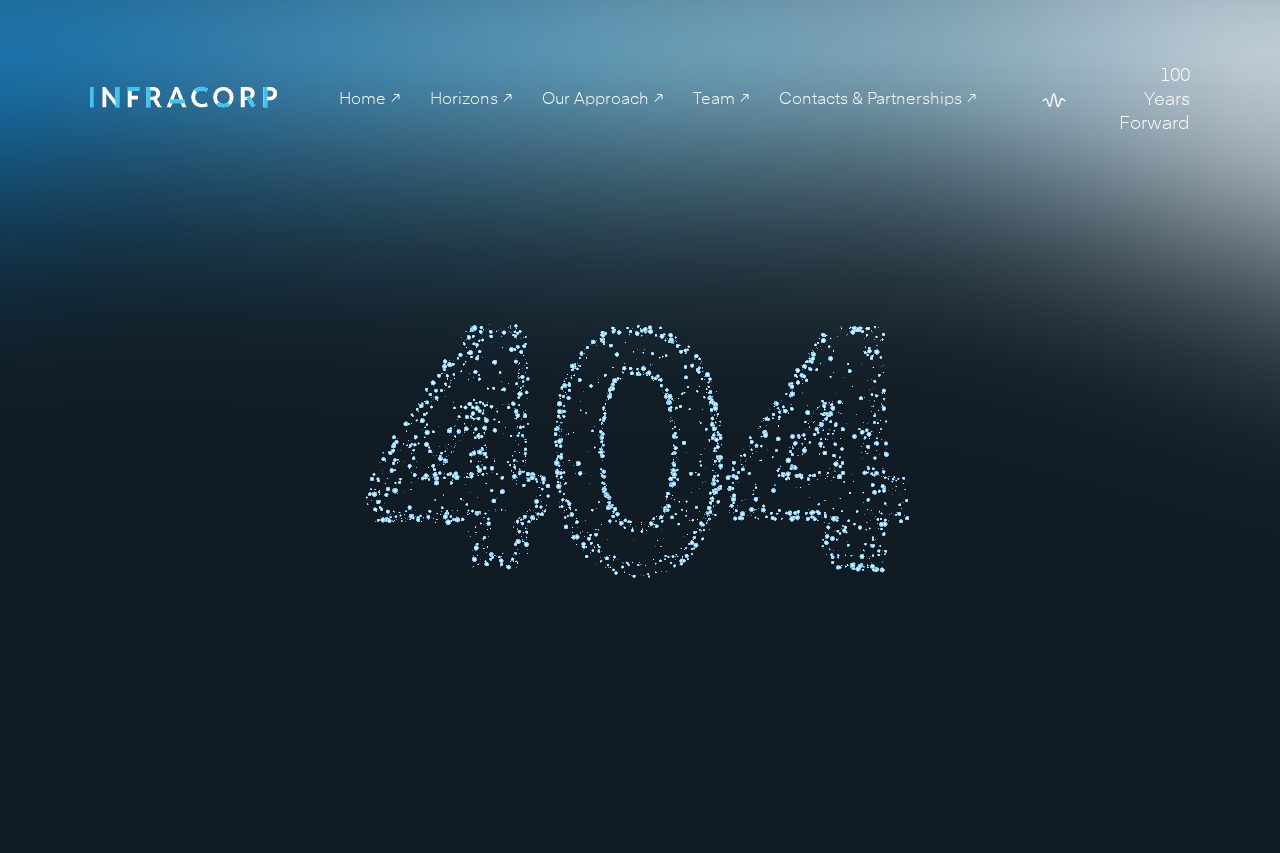 INFRACORP
Home ↗
Horizons ↗
Our Approach ↗
Team ↗
Contacts & Partnerships ↗
100
Years
Forward
404